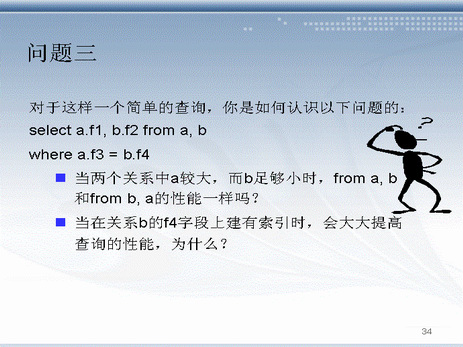 问题三
对于这样一个简单的查询，你是如何认识以下问题的：
select a.f1, b.f2 from a, b
where a.f3 = b.f4
当两个关系中a较大，而b足够小时，from a, b
和from b, a的性能一样吗？
当在关系b的f4字段上建有索引时，会大大提高
查询的性能，为什么？
?
34